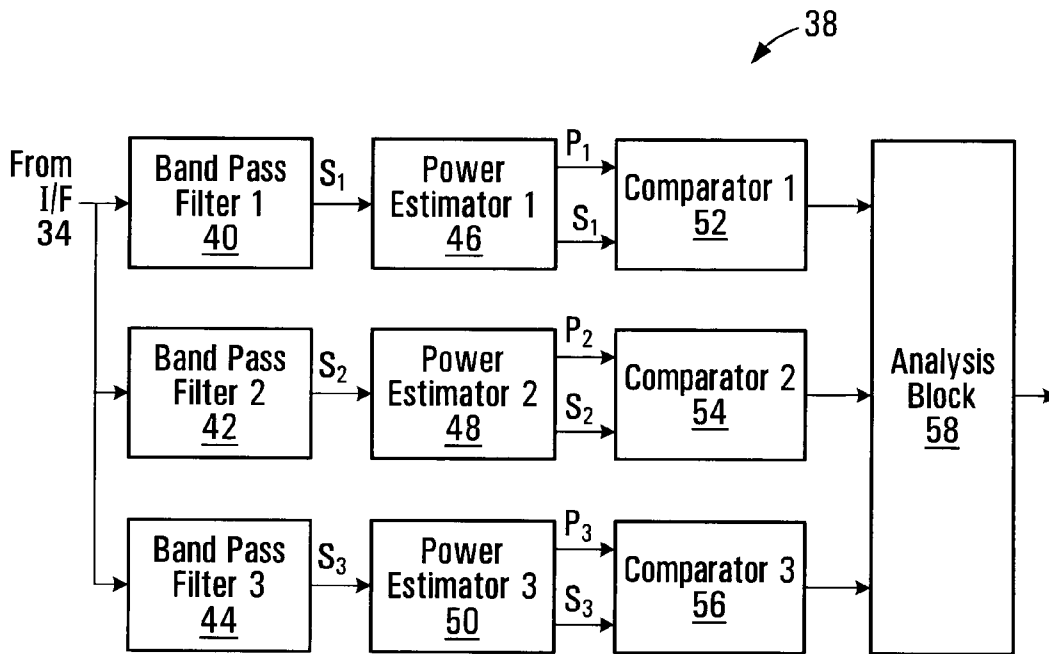 38
From
I/F
34
Band Pass
Filter 1
40
S₁
Power
Estimator 1
46
P₁
S₁
Comparator 1
52
Band Pass
Filter 2
42
S₂
Power
Estimator 2
48
P₂
S₂
Comparator 2
54
Band Pass
Filter 3
44
S₃
Power
Estimator 3
50
P₃
S₃
Comparator 3
56
Analysis
Block
58